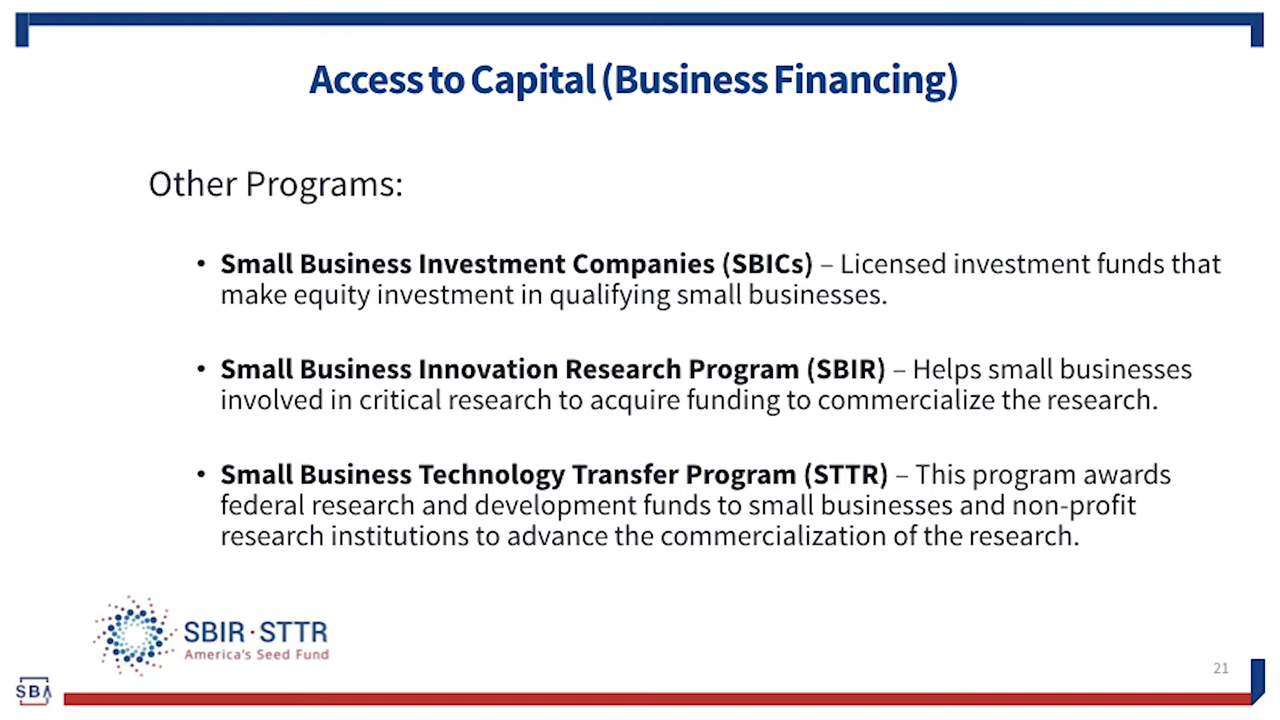 Access to Capital (Business Financing)
Other Programs:
• Small Business Investment Companies (SBICs) – Licensed investment funds that
make equity investment in qualifying small businesses.
• Small Business Innovation Research Program (SBIR) – Helps small businesses
involved in critical research to acquire funding to commercialize the research.
• Small Business Technology Transfer Program (STTR) – This program awards
federal research and development funds to small businesses and non-profit
research institutions to advance the commercialization of the research.
SBIR·STTR
America's Seed Fund
21
SBA